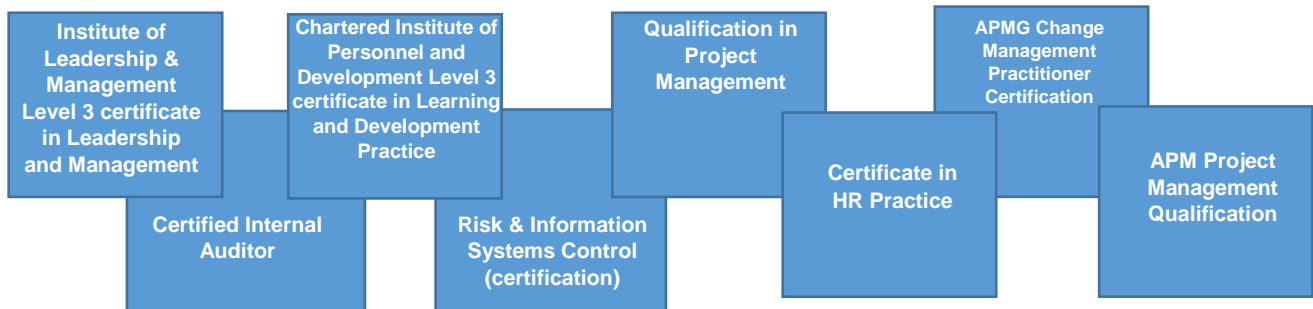 Institute of
Leadership &
Management
Level 3 certificate
in Leadership
and Management
Certified Internal
Auditor
Chartered Institute of
Personnel and
Development Level 3
certificate in Learning
and Development
Practice
Risk & Information
Systems Control
(certification)
Qualification in
Project
Management
Certificate in
HR Practice
APMG Change
Management
Practitioner
Certification
APM Project
Management
Qualification